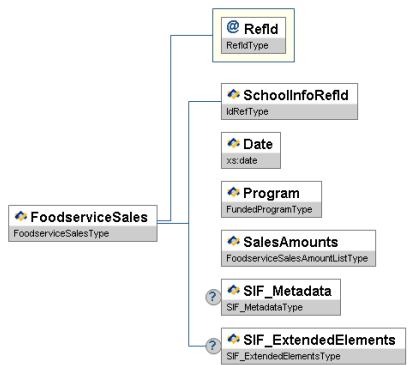 @ RefId
RefIdType
SchoolInfoRefId
IdRefType
Date
xs:date
Program
FundedProgramType
FoodserviceSales
FoodserviceSalesType
SalesAmounts
FoodserviceSalesAmountListType
? SIF_Metadata
SIF_MetadataType
? SIF_ExtendedElements
SIF_ExtendedElementsType